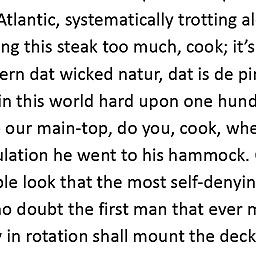 Atlantic, systematically trotting al
ng this steak too much, cook; it's
ern dat wicked natur, dat is de pi
in this world hard upon one hund
our main-top, do you, cook, whe
ulation he went to his hammock.
ble look that the most self-denyin
no doubt the first man that ever m
y in rotation shall mount the deck